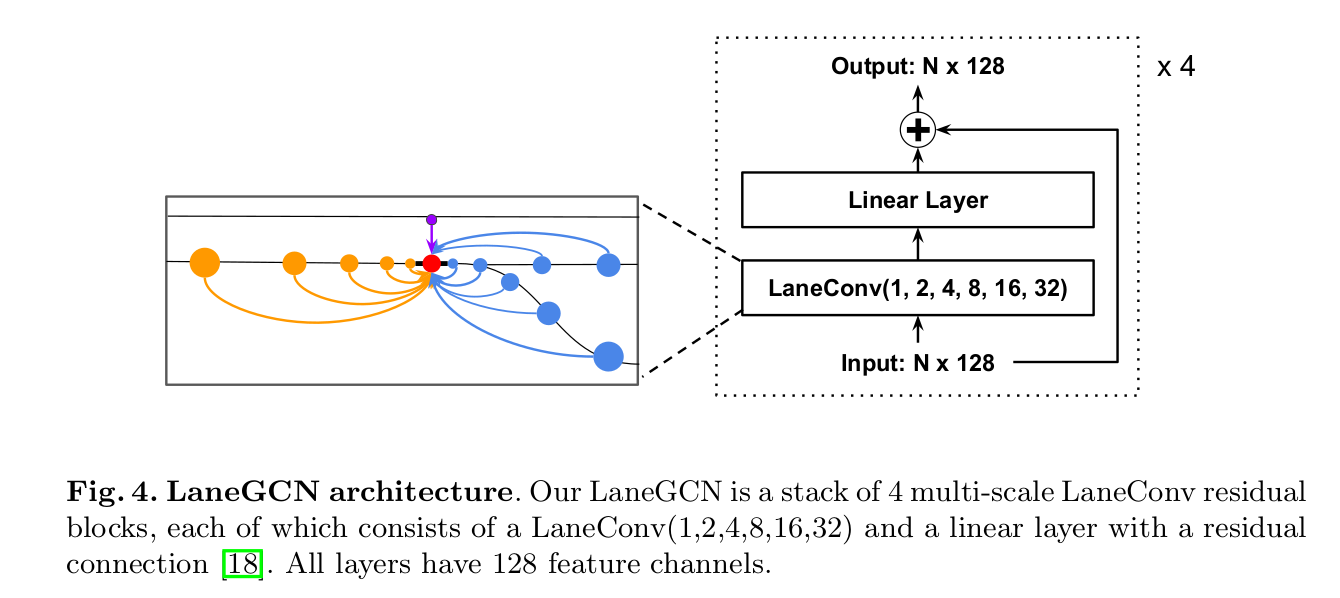 Output: N x 128
x 4
Linear Layer
LaneConv(1, 2, 4, 8, 16, 32)
Input: N x 128
Fig. 4. LaneGCN architecture. Our LaneGCN is a stack of 4 multi-scale LaneConv residual
blocks, each of which consists of a LaneConv(1,2,4,8,16,32) and a linear layer with a residual
connection [18]. All layers have 128 feature channels.